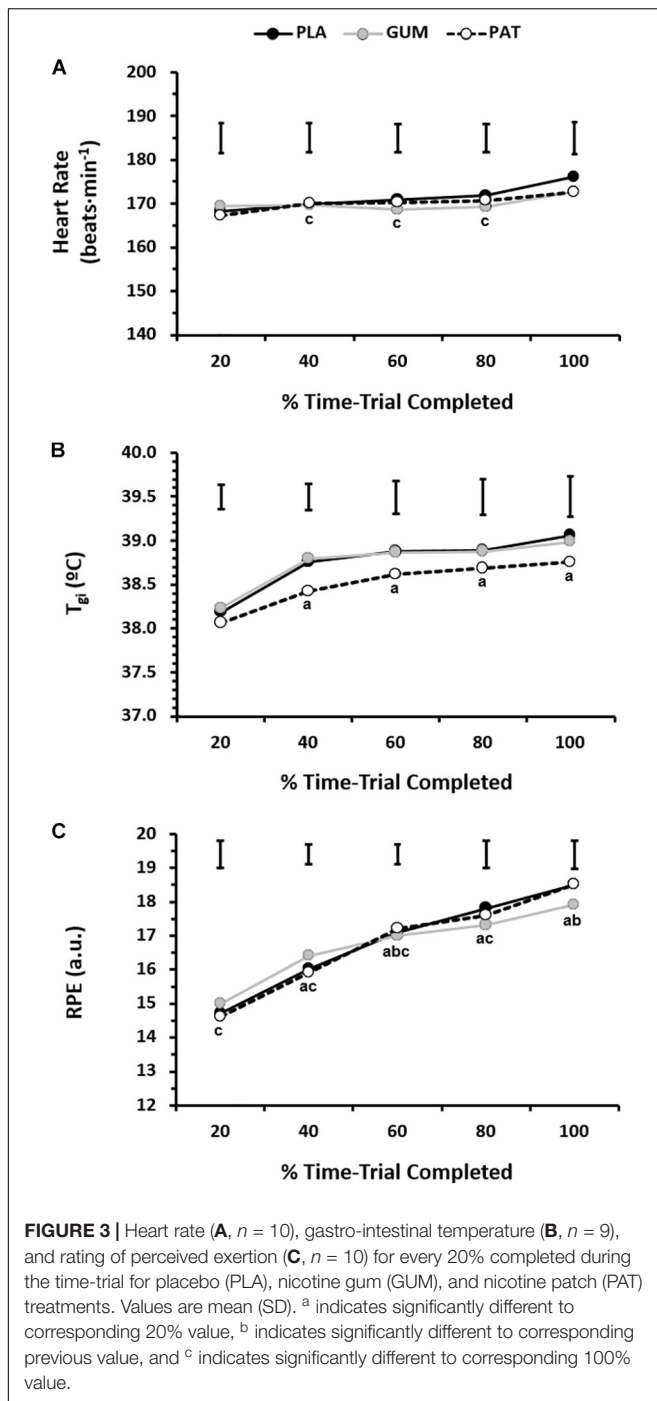 PLA GUM PAT
A
Heart Rate
(beats·min⁻¹)
200
190
180
170
160
150
140
c c c
20 40 60 80 100
% Time-Trial Completed
B
Tgi (ºC)
40.0
39.5
39.0
38.5
38.0
37.5
37.0
a a a a
20 40 60 80 100
% Time-Trial Completed
C
RPE (a.u.)
20
19
18
17
16
15
14
13
12
c ac abc ac ab
20 40 60 80 100
% Time-Trial Completed
FIGURE 3 | Heart rate (A, n = 10), gastro-intestinal temperature (B, n = 9),
and rating of perceived exertion (C, n = 10) for every 20% completed during
the time-trial for placebo (PLA), nicotine gum (GUM), and nicotine patch (PAT)
treatments. Values are mean (SD). ᵃ indicates significantly different to
corresponding 20% value, ᵇ indicates significantly different to corresponding
previous value, and ᶜ indicates significantly different to corresponding 100%
value.